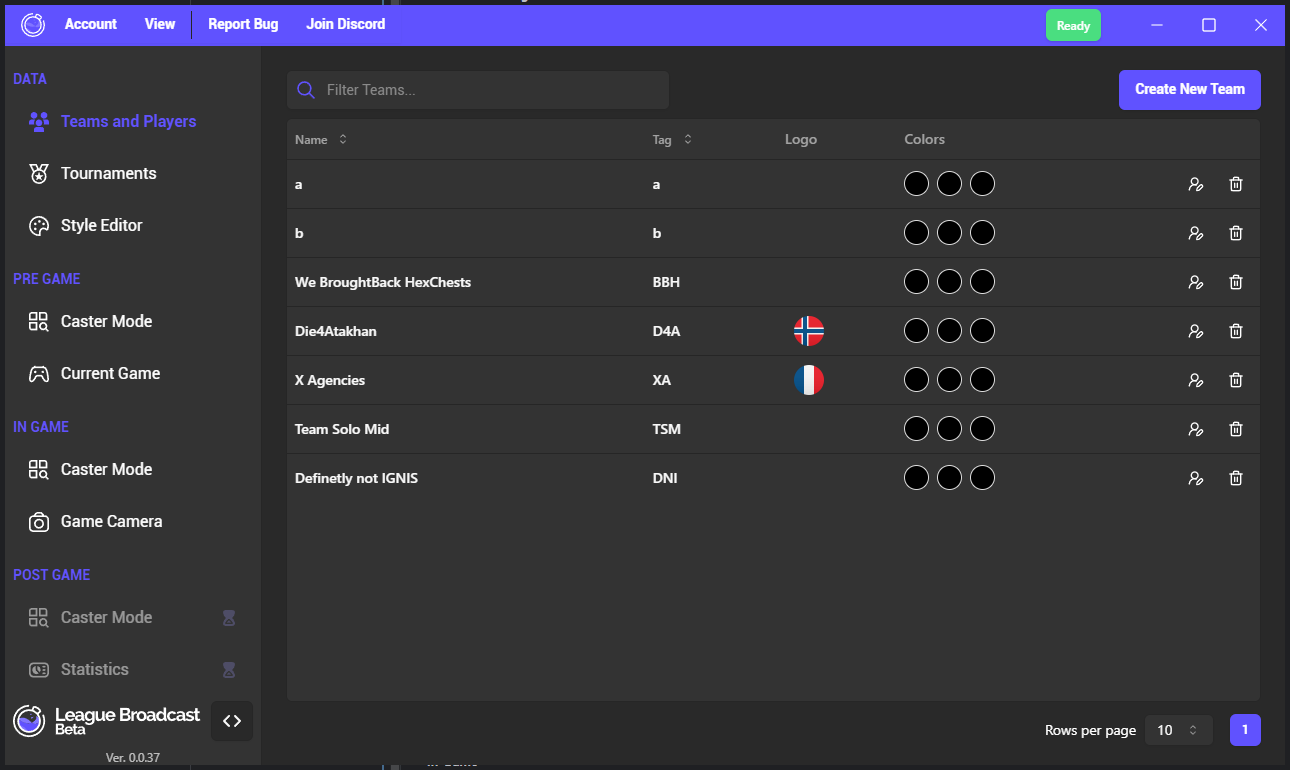 Account View Report Bug Join Discord Ready
DATA
Teams and Players
Tournaments
Style Editor
PRE GAME
Caster Mode
Current Game
IN GAME
Caster Mode
Game Camera
POST GAME
Caster Mode
Statistics
League Broadcast
Beta
Ver. 0.0.37
Filter Teams...
Create New Team
Name Tag Logo Colors
a a
b b
We BroughtBack HexChests BBH
Die4Atakhan D4A
X Agencies XA
Team Solo Mid TSM
Definetly not IGNIS DNI
Rows per page 10 1